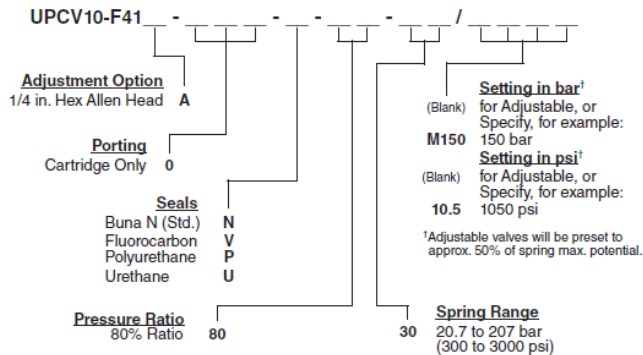 UPCV10-F41__ - __ __ __ - __ - __ __ - __ __ / __ __ __ __
Adjustment Option
1/4 in. Hex Allen Head A
Porting
Cartridge Only 0
Seals
Buna N (Std.) N
Fluorocarbon V
Polyurethane P
Urethane U
Pressure Ratio
80% Ratio 80
Setting in bar†
(Blank) for Adjustable, or
Specify, for example:
M150 150 bar
Setting in psi†
(Blank) for Adjustable, or
Specify, for example:
10.5 1050 psi
†Adjustable valves will be preset to
approx. 50% of spring max. potential.
Spring Range
30 20.7 to 207 bar
(300 to 3000 psi)